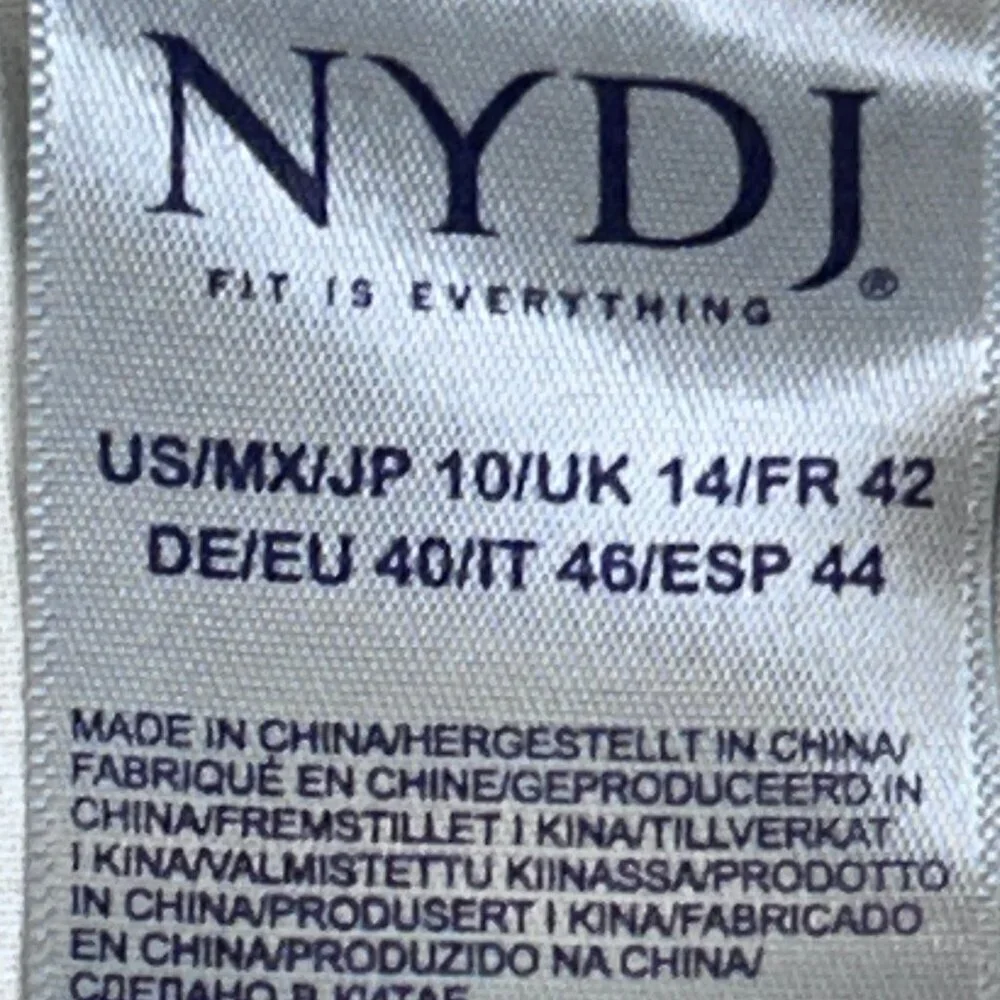 NYDJ®
FIT IS EVERYTHING
US/MX/JP 10/UK 14/FR 42
DE/EU 40/IT 46/ESP 44
MADE IN CHINA/HERGESTELLT IN CHINA/
FABRIQUÉ EN CHINE/GEPRODUCEERD IN
CHINA/FREMSTILLET I KINA/TILLVERKAT
I KINA/VALMISTETTU KIINASSA/PRODOTTO
IN CHINA/PRODUSERT I KINA/FABRICADO
EN CHINA/PRODUZIDO NA CHINA/
СДЕЛАНО В КИТАЕ